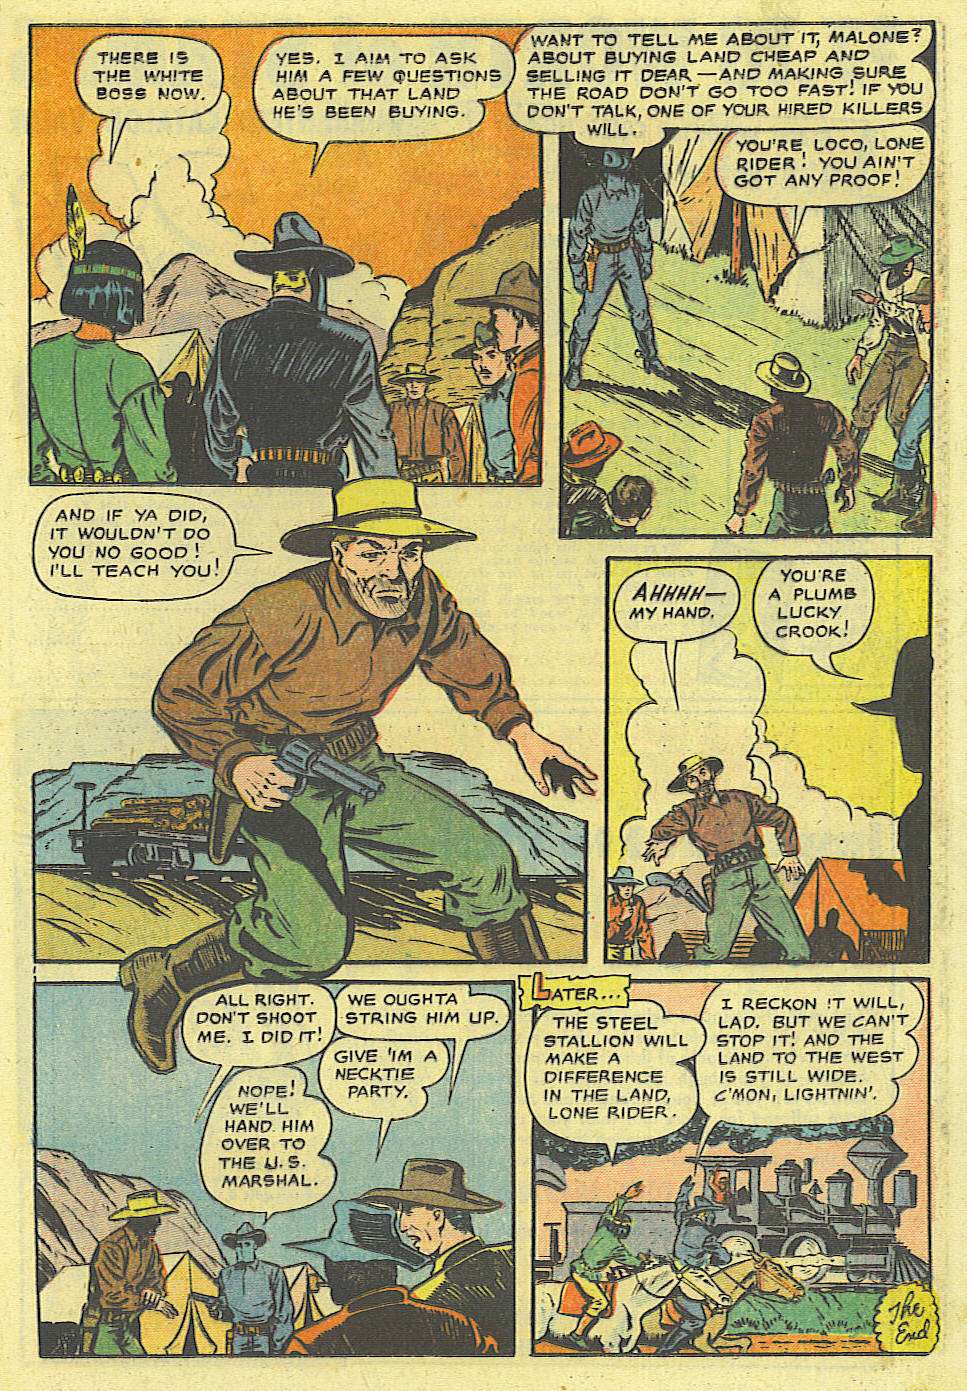 THERE IS
THE WHITE
BOSS NOW.
YES. I AIM TO ASK
HIM A FEW QUESTIONS
ABOUT THAT LAND
HE'S BEEN BUYING.
WANT TO TELL ME ABOUT IT, MALONE?
ABOUT BUYING LAND CHEAP AND
SELLING IT DEAR—AND MAKING SURE
THE ROAD DON'T GO TOO FAST! IF YOU
DON'T TALK, ONE OF YOUR HIRED KILLERS
WILL.
YOU'RE LOCO, LONE
RIDER! YOU AIN'T
GOT ANY PROOF!
AND IF YA DID,
IT WOULDN'T DO
YOU NO GOOD!
I'LL TEACH YOU!
AHHHH—
MY HAND.
YOU'RE
A PLUMB
LUCKY
CROOK!
ALL RIGHT.
DON'T SHOOT
ME. I DID IT!
WE OUGHTA
STRING HIM UP.
GIVE 'IM A
NECKTIE
PARTY.
NOPE!
WE'LL
HAND HIM
OVER TO
THE U.S.
MARSHAL.
LATER...
THE STEEL
STALLION WILL
MAKE A
DIFFERENCE
IN THE LAND,
LONE RIDER.
I RECKON IT WILL,
LAD. BUT WE CAN'T
STOP IT! AND THE
LAND TO THE WEST
IS STILL WIDE.
C'MON, LIGHTNIN'.
The
End